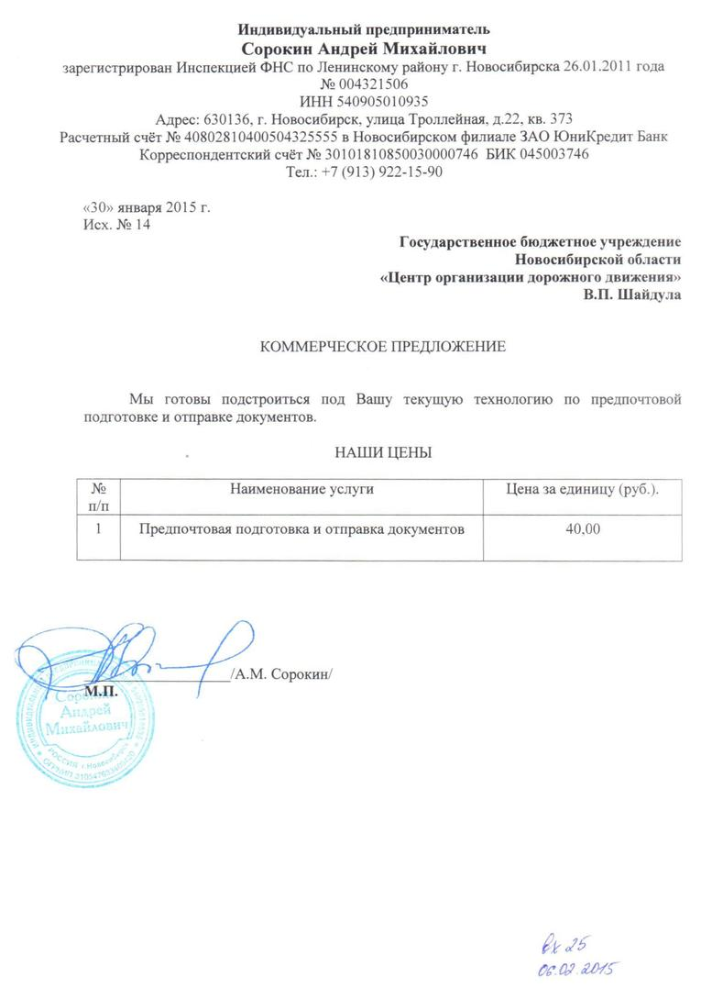 Индивидуальный предприниматель
Сорокин Андрей Михайлович
зарегистрирован Инспекцией ФНС по Ленинскому району г. Новосибирска 26.01.2011 года
№ 004321506
ИНН 540905010935
Адрес: 630136, г. Новосибирск, улица Троллейная, д.22, кв. 373
Расчетный счёт № 40802810400504325555 в Новосибирском филиале ЗАО ЮниКредит Банк
Корреспондентский счёт № 30101810850030000746 БИК 045003746
Тел.: +7 (913) 922-15-90
«30» января 2015 г.
Исх. № 14
Государственное бюджетное учреждение
Новосибирской области
«Центр организации дорожного движения»
В.П. Шайдула
КОММЕРЧЕСКОЕ ПРЕДЛОЖЕНИЕ
Мы готовы подстроиться под Вашу текущую технологию по предпочтовой
подготовке и отправке документов.
НАШИ ЦЕНЫ
№ Наименование услуги Цена за единицу (руб.).
п/п
1 Предпочтовая подготовка и отправка документов 40,00
/А.М. Сорокин/
М.П.
Сорокин
Андрей
Михайлович
РОССИЯ г.Новосибирск
вх 25
06.02.2015